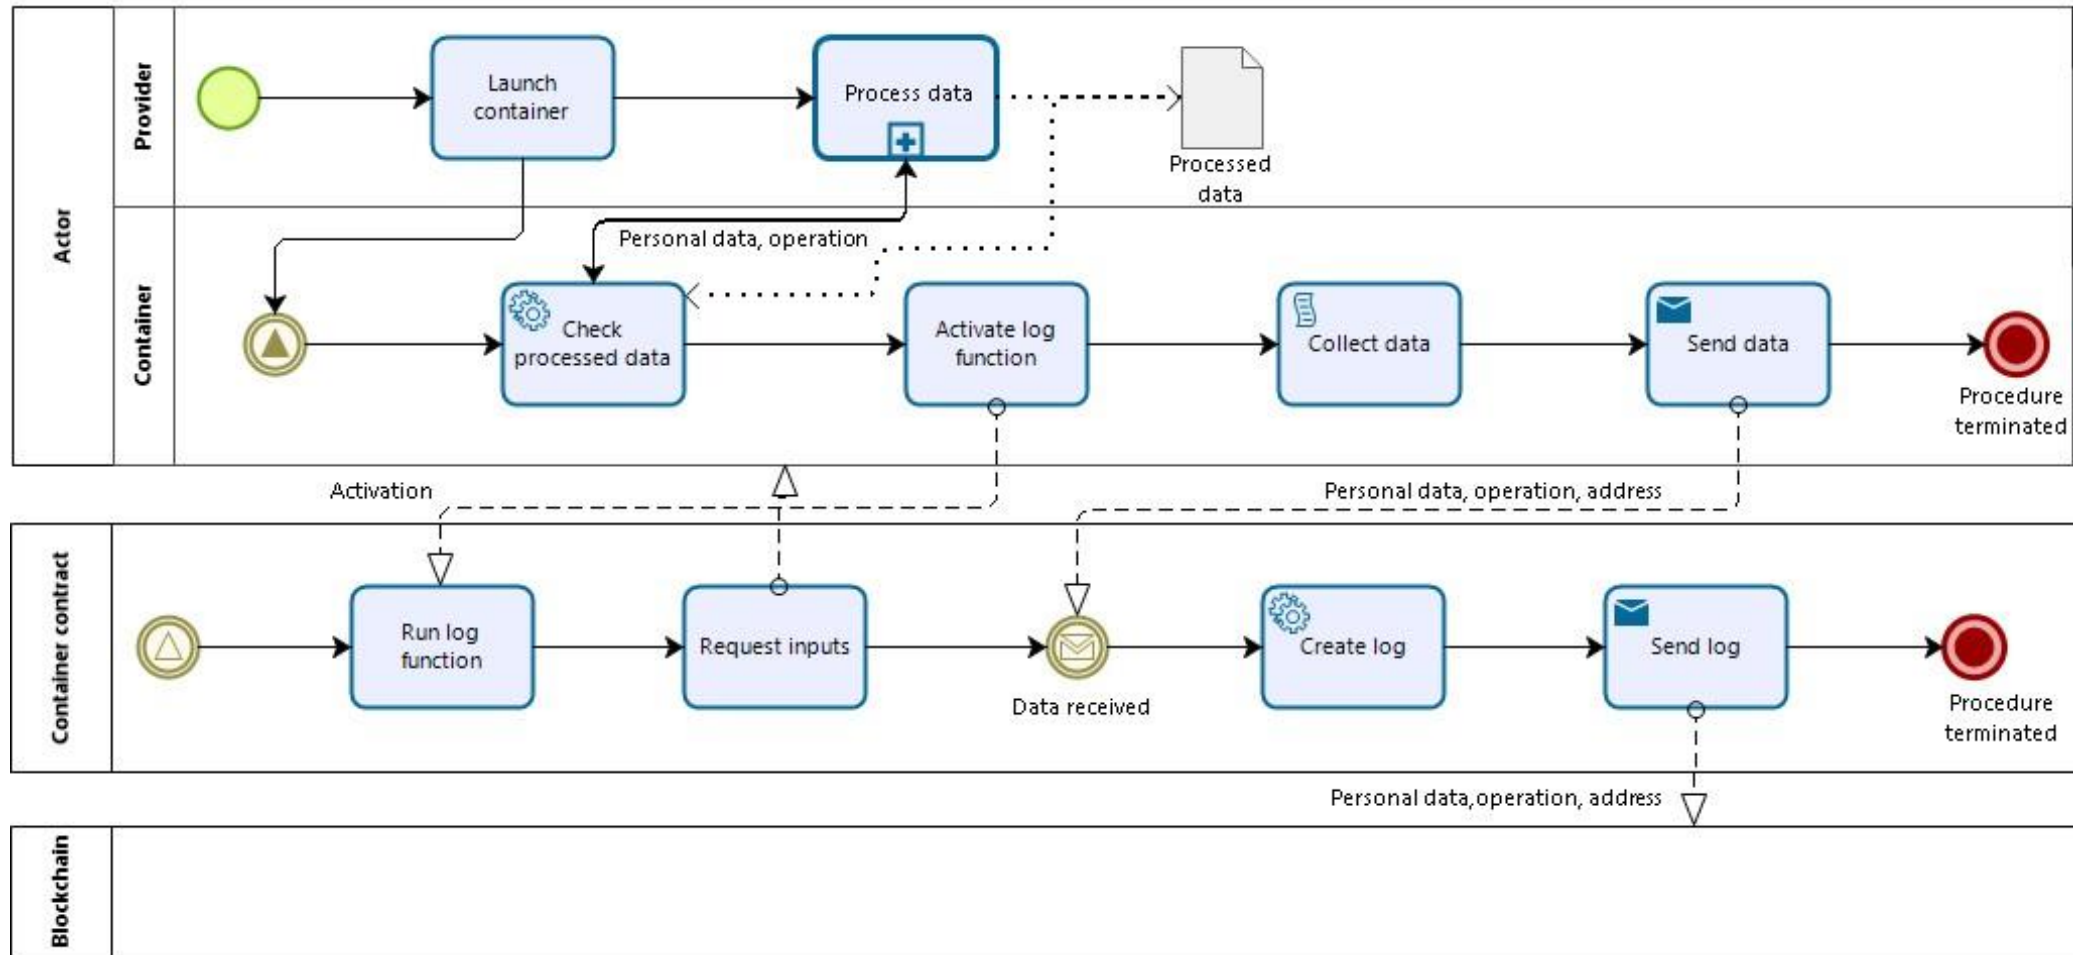 Actor
Provider
Launch
container
Process data
Processed
data
Container
Personal data, operation
Check
processed data
Activate log
function
Collect data
Send data
Procedure
terminated
Activation
Personal data, operation, address
Container contract
Run log
function
Request inputs
Data received
Create log
Send log
Procedure
terminated
Personal data,operation, address
Blockchain